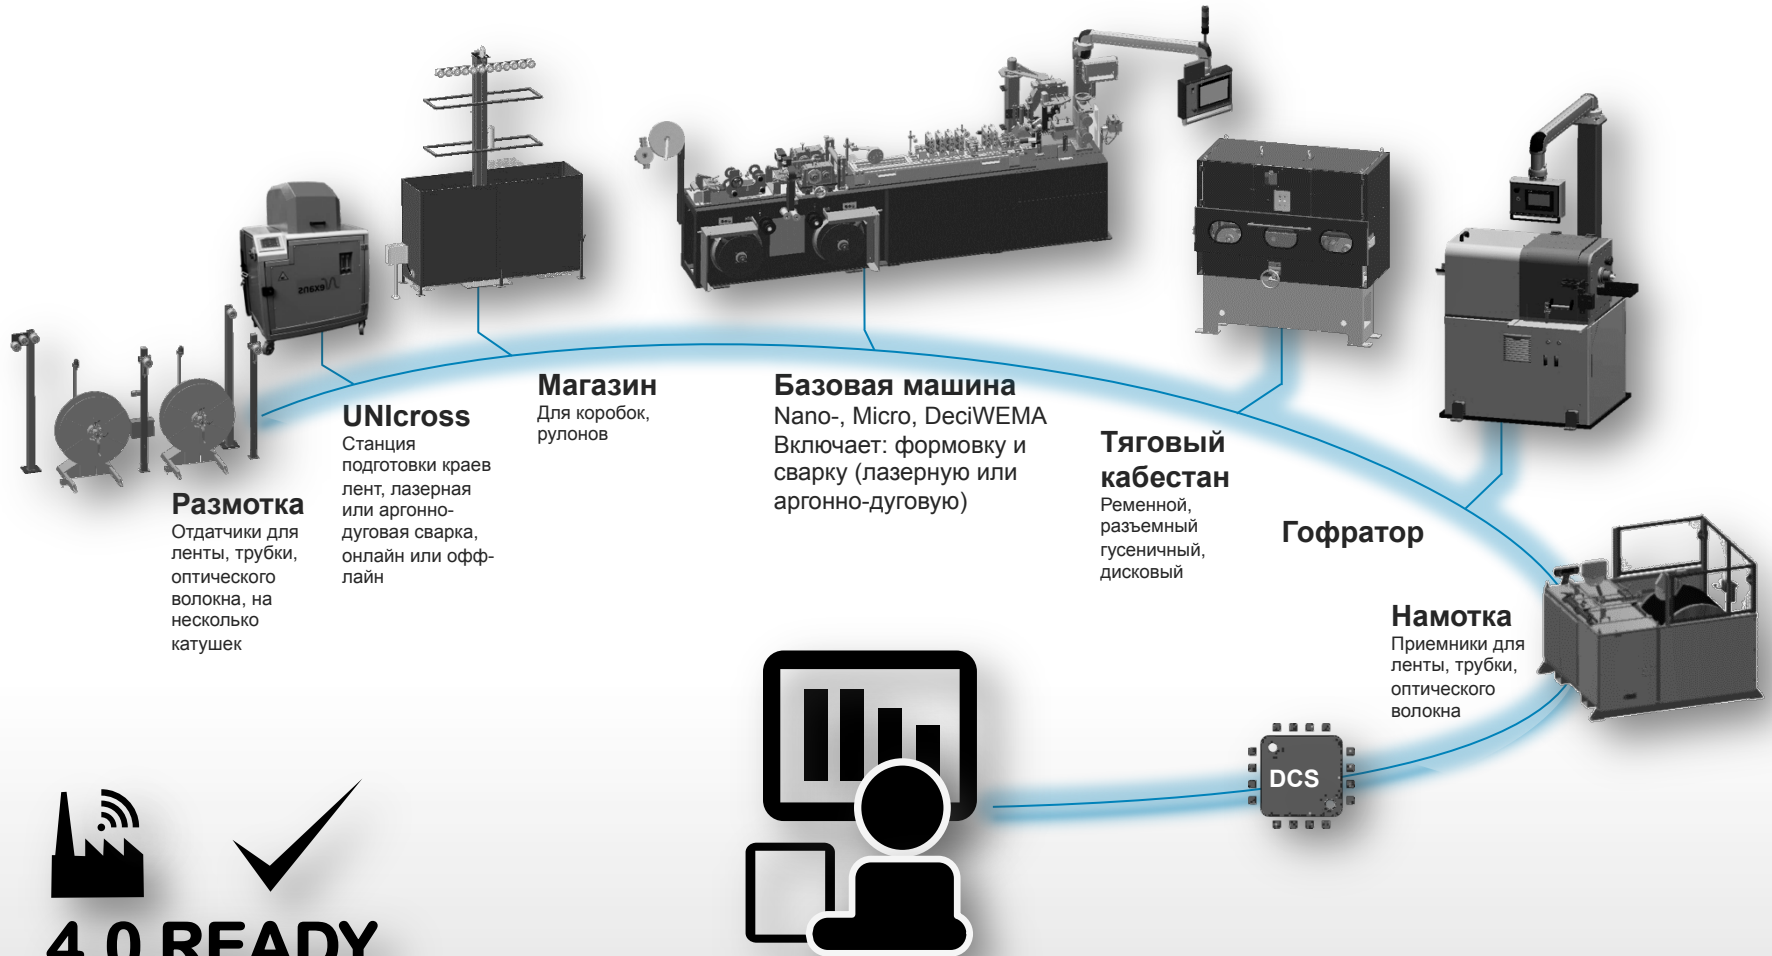 Nexans
Размотка
Отдатчики для
ленты, трубки,
оптического
волокна, на
несколько
катушек
UNIcross
Станция
подготовки краев
лент, лазерная
или аргонно-
дуговая сварка,
онлайн или офф-
лайн
Магазин
Для коробок,
рулонов
Базовая машина
Nano-, Micro, DeciWEMA
Включает: формовку и
сварку (лазерную или
аргонно-дуговую)
Тяговый
кабестан
Ременной,
разъемный
гусеничный,
дисковый
Гофратор
Намотка
Приемники для
ленты, трубки,
оптического
волокна
DCS
4.0 READY